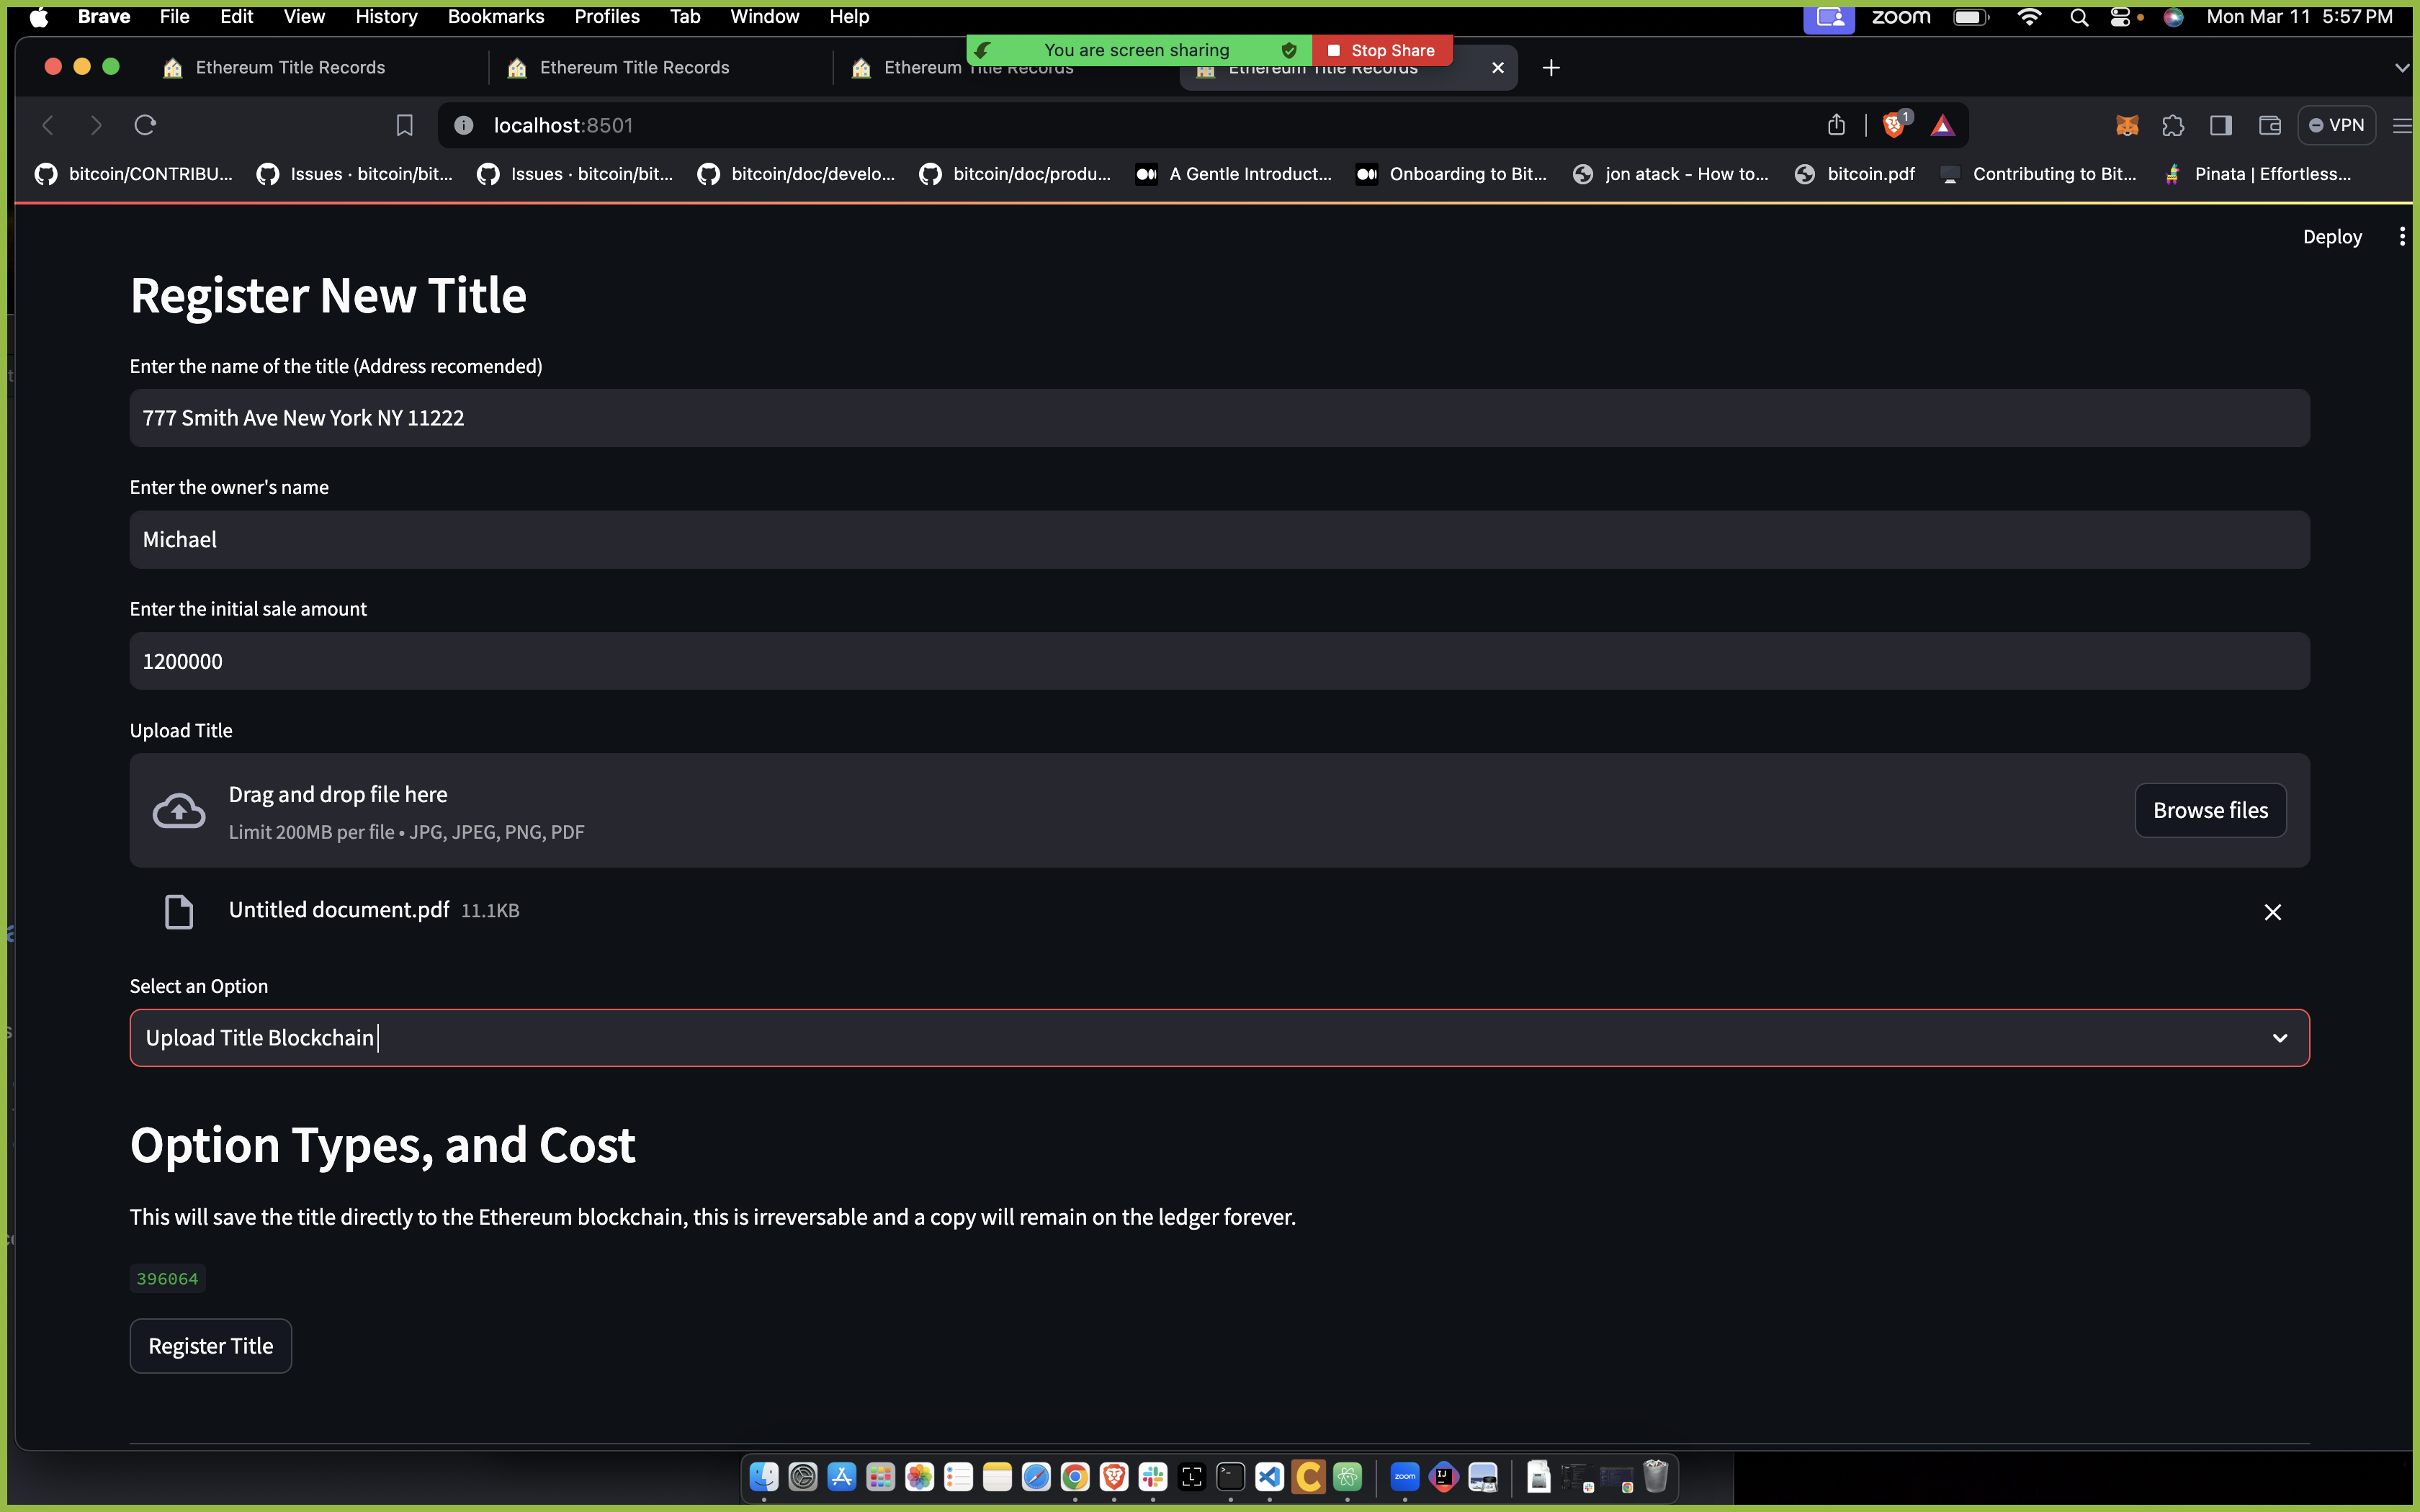 Brave File Edit View History Bookmarks Profiles Tab Window Help zoom Mon Mar 11 5:57 PM
You are screen sharing Stop Share
Ethereum Title Records Ethereum Title Records Ethereum Title Records Ethereum Title Records
localhost:8501 1 VPN
bitcoin/CONTRIBU... Issues · bitcoin/bit... Issues · bitcoin/bit... bitcoin/doc/develo... bitcoin/doc/produ... A Gentle Introduct... Onboarding to Bit... jon atack - How to... bitcoin.pdf Contributing to Bit... Pinata | Effortless...
Deploy
Register New Title
Enter the name of the title (Address recomended)
777 Smith Ave New York NY 11222
Enter the owner's name
Michael
Enter the initial sale amount
1200000
Upload Title
Drag and drop file here
Limit 200MB per file • JPG, JPEG, PNG, PDF
Browse files
Untitled document.pdf 11.1KB
Select an Option
Upload Title Blockchain
Option Types, and Cost
This will save the title directly to the Ethereum blockchain, this is irreversable and a copy will remain on the ledger forever.
396064
Register Title
zoom